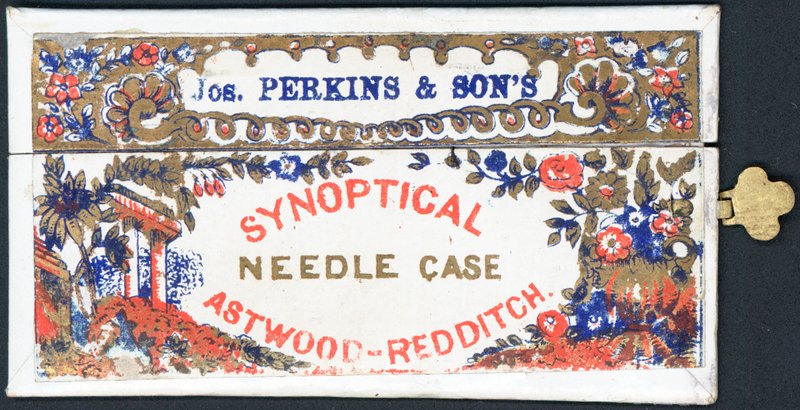 Jos. PERKINS & SON'S
SYNOPTICAL
NEEDLE CASE
ASTWOOD-REDDITCH.